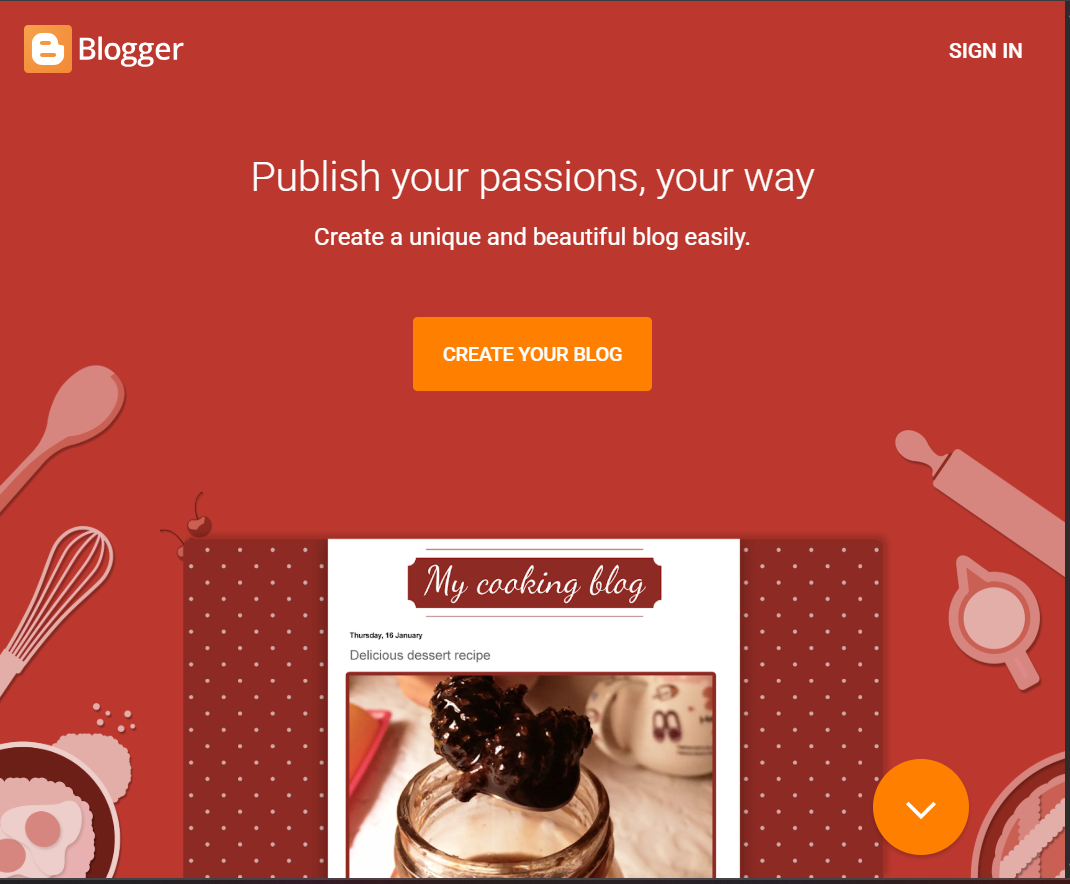 Blogger
SIGN IN
Publish your passions, your way
Create a unique and beautiful blog easily.
CREATE YOUR BLOG
My cooking blog
Thursday, 16 January
Delicious dessert recipe